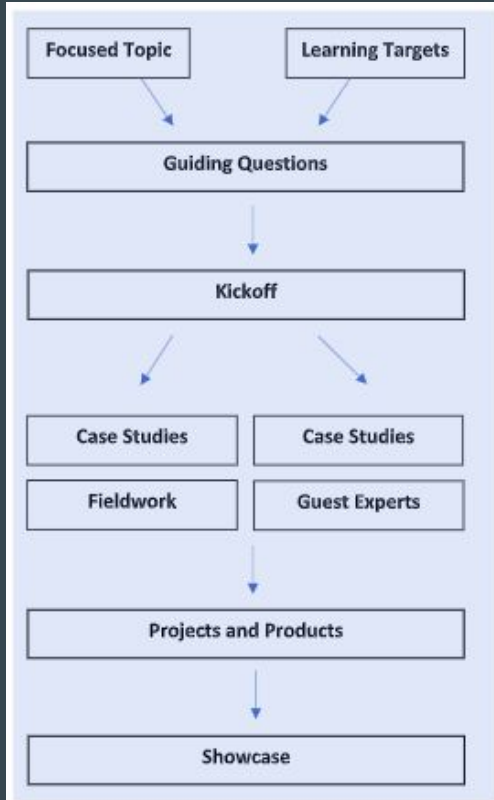 Focused Topic
Learning Targets
Guiding Questions
Kickoff
Case Studies
Case Studies
Fieldwork
Guest Experts
Projects and Products
Showcase